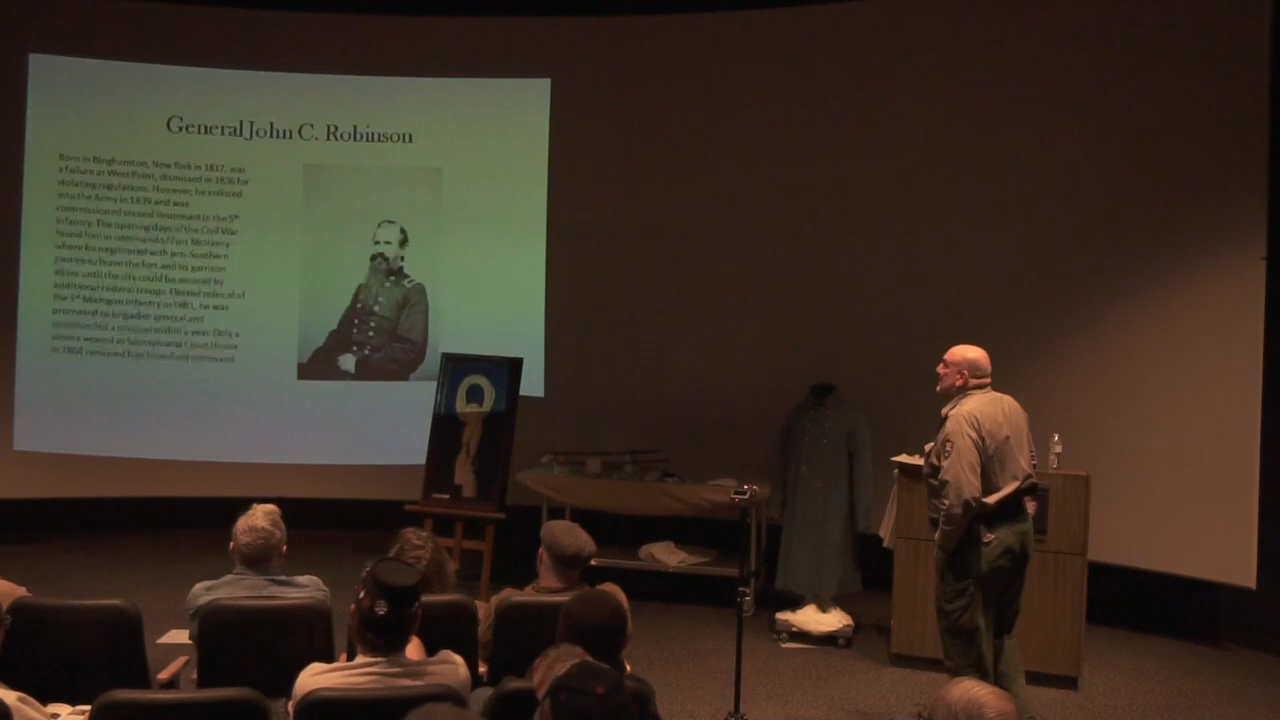 General John C. Robinson
Born in Binghamton, New York in 1817, was
a failure at West Point, dismissed in 1836 for
violating regulations. However, he enlisted
into the Army in 1839 and was
commissioned second lieutenant in the 5th
Infantry. The opening days of the Civil War
found him in command of Fort McHenry
where he negotiated with pro-Southern
parties to leave the fort and its garrison
alone until the city could be secured by
additional Federal troops. Elected colonel of
the 1st Michigan Infantry in 1861, he was
promoted to brigadier general and
commanded a division within a year. Only a
severe wound at Spotsylvania Court House
in 1864 removed him from field command